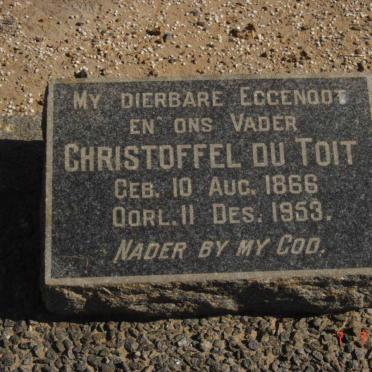 MY DIERBARE EGGENOOT
EN ONS VADER
CHRISTOFFEL DU TOIT
GEB. 10 AUG. 1866
OORL. 11 DES. 1953.
NADER BY MY GOD.